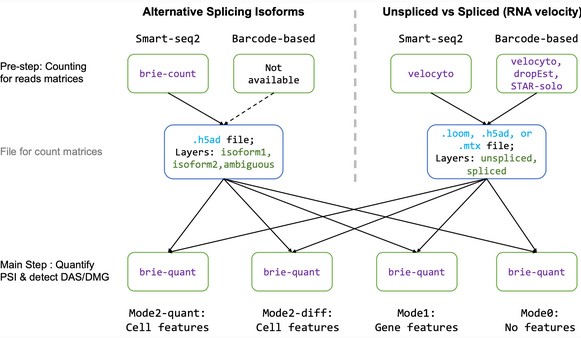 Alternative Splicing Isoforms
Unspliced vs Spliced (RNA velocity)
Smart-seq2
Barcode-based
Smart-seq2
Barcode-based
Pre-step: Counting
for reads matrices
brie-count
Not
available
velocyto
velocyto,
dropEst,
STAR-solo
File for count matrices
.h5ad file;
Layers: isoform1,
isoform2,ambiguous
.loom, .h5ad, or
.mtx file;
Layers: unspliced,
spliced
Main Step : Quantify
PSI & detect DAS/DMG
brie-quant
brie-quant
brie-quant
brie-quant
Mode2-quant:
Cell features
Mode2-diff:
Cell features
Mode1:
Gene features
Mode0:
No features